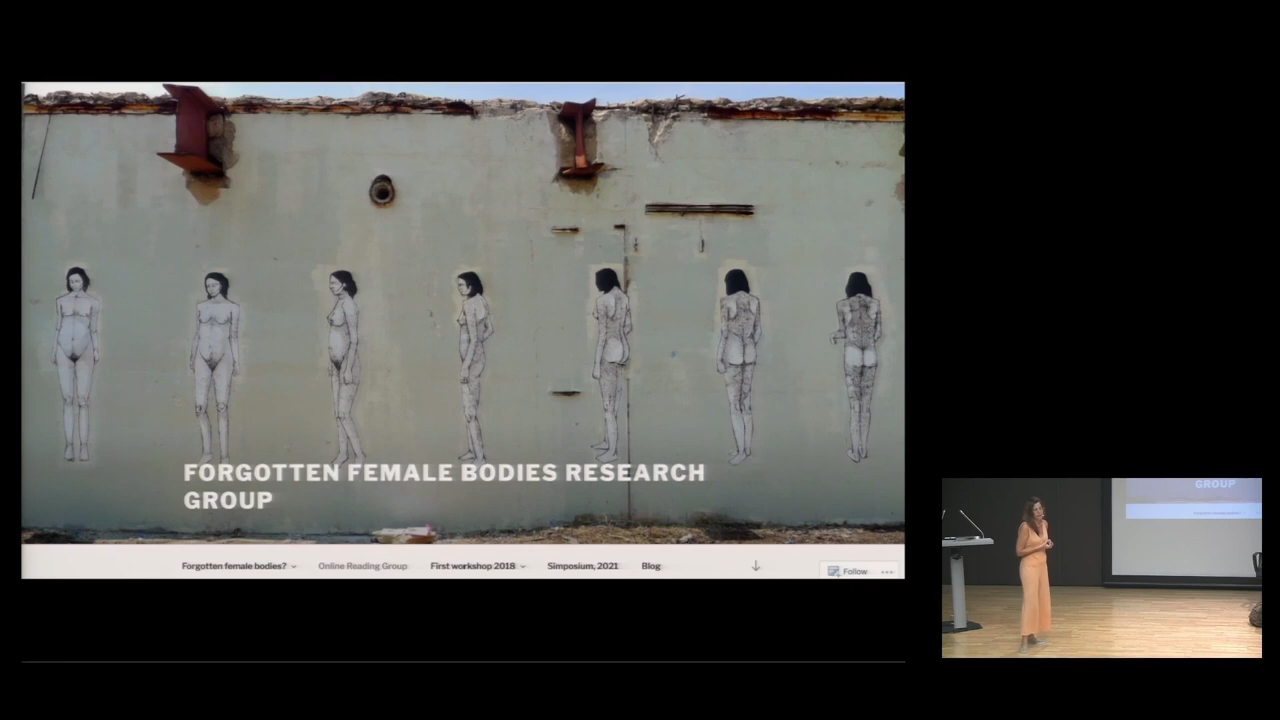 FORGOTTEN FEMALE BODIES RESEARCH
GROUP
Forgotten female bodies? Online Reading Group First workshop 2018 Simposium, 2021 Blog
Follow
GROUP